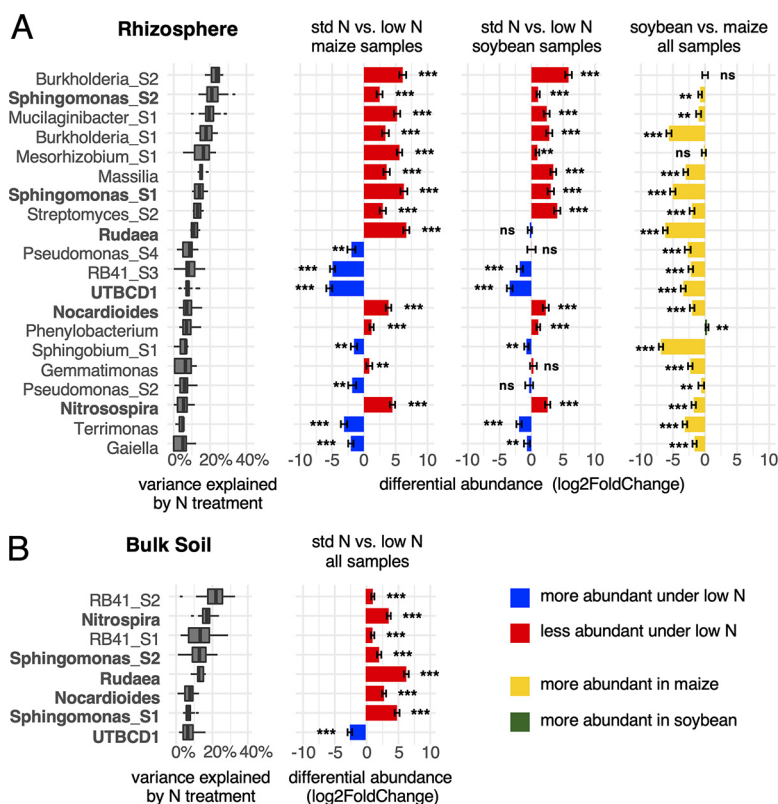 A
Rhizosphere
std N vs. low N
maize samples
std N vs. low N
soybean samples
soybean vs. maize
all samples
Burkholderia_S2 *** *** ns
Sphingomonas_S2 *** *** **
Mucilaginibacter_S1 *** *** **
Burkholderia_S1 *** *** ***
Mesorhizobium_S1 *** ** ns
Massilia *** *** ***
Sphingomonas_S1 *** *** ***
Streptomyces_S2 *** *** ***
Rudaea *** ns ***
Pseudomonas_S4 ** ns ***
RB41_S3 *** *** ***
UTBCD1 *** *** ***
Nocardioides *** *** ***
Phenylobacterium *** *** **
Sphingobium_S1 ** ** ***
Gemmatimonas ** ns ***
Pseudomonas_S2 ** ns **
Nitrosospira *** *** ***
Terrimonas *** *** ***
Gaiella *** ** ***
0% 20% 40% -10 -5 0 5 10 -10 -5 0 5 10 -10 -5 0 5 10
variance explained
by N treatment
differential abundance (log2FoldChange)
B
Bulk Soil
std N vs. low N
all samples
RB41_S2 ***
Nitrospira ***
RB41_S1 ***
Sphingomonas_S2 ***
Rudaea ***
Nocardioides ***
Sphingomonas_S1 ***
UTBCD1 ***
0% 20% 40% -10 -5 0 5 10
variance explained
by N treatment
differential abundance
(log2FoldChange)
more abundant under low N
less abundant under low N
more abundant in maize
more abundant in soybean